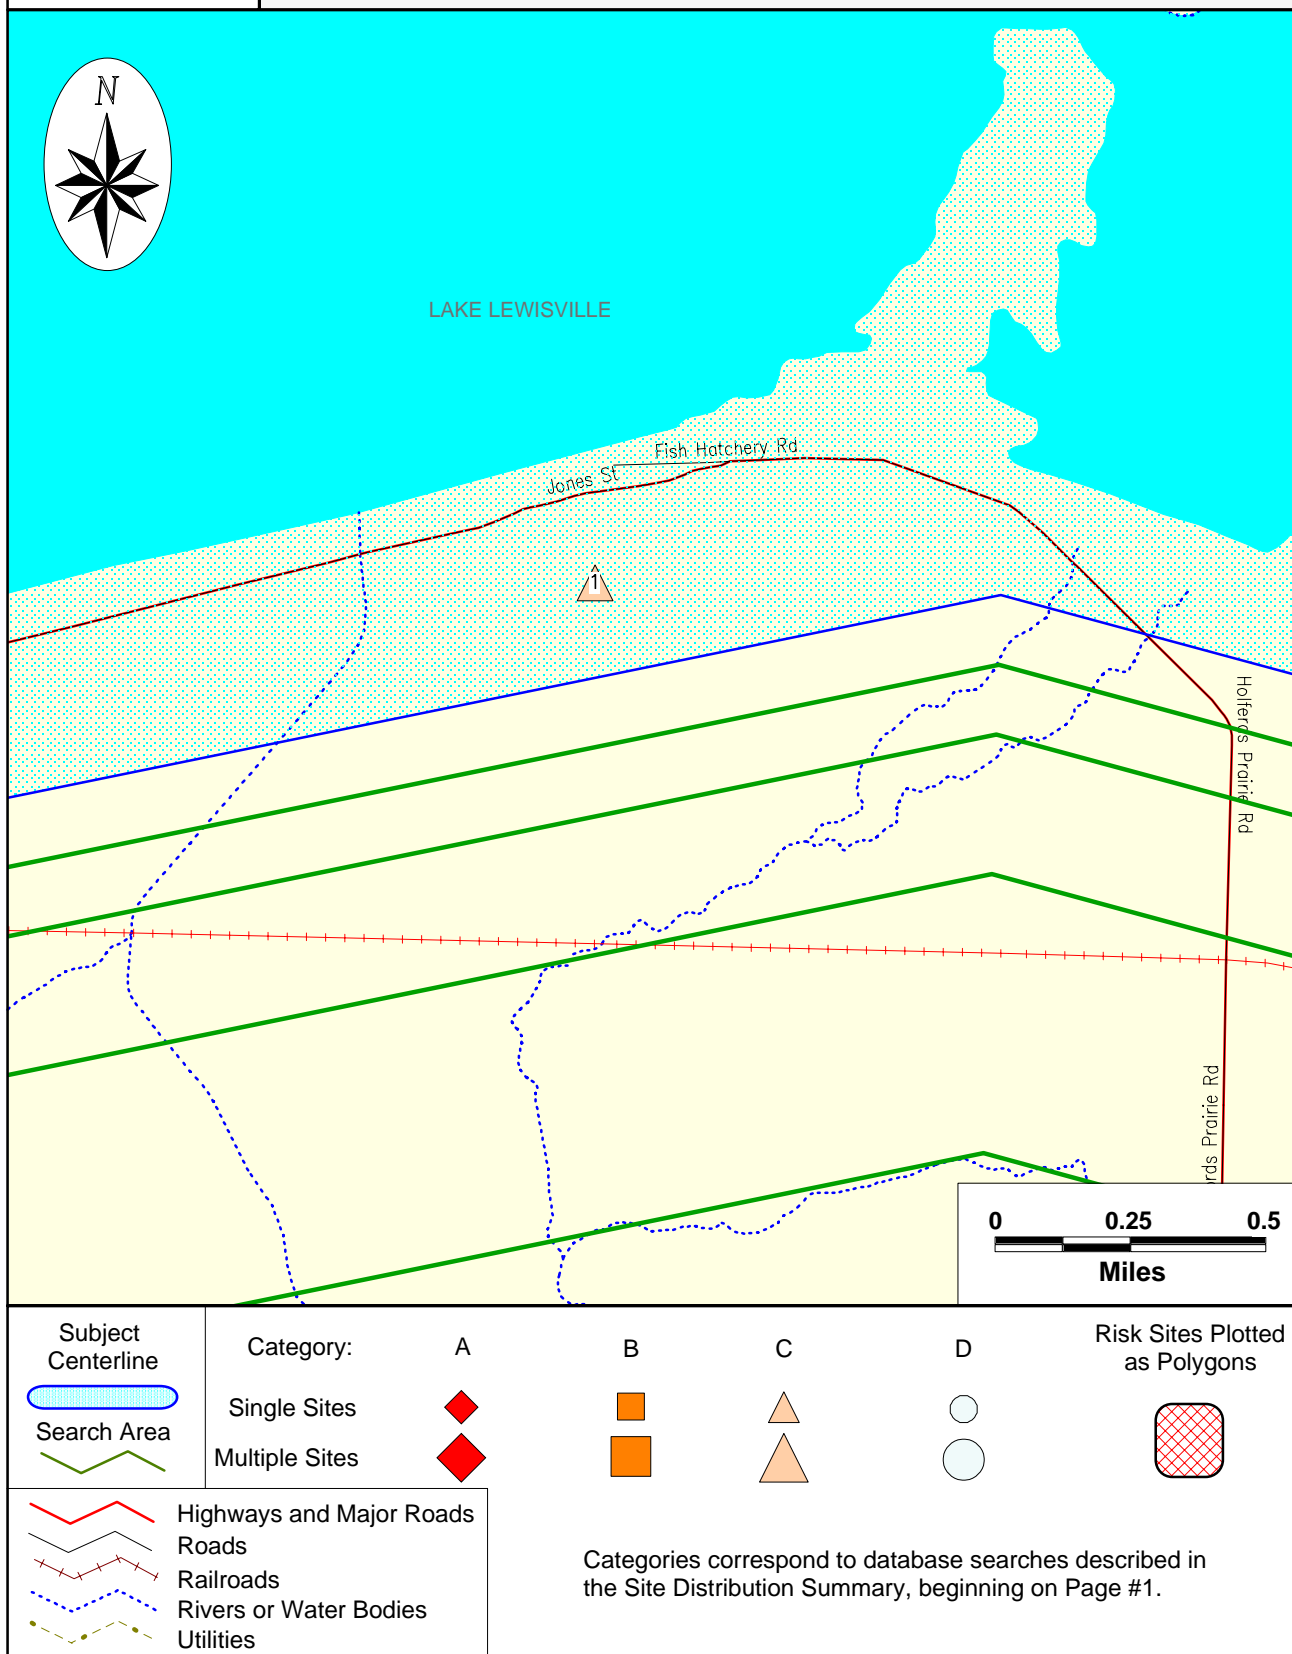 N
LAKE LEWISVILLE
Fish Hatchery Rd
Jones St
1
Holferds Prairie Rd
ords Prairie Rd
0 0.25 0.5
Miles
Subject
Centerline
Search Area
Category: A B C D
Single Sites
Multiple Sites
Risk Sites Plotted
as Polygons
Highways and Major Roads
Roads
Railroads
Rivers or Water Bodies
Utilities
Categories correspond to database searches described in
the Site Distribution Summary, beginning on Page #1.